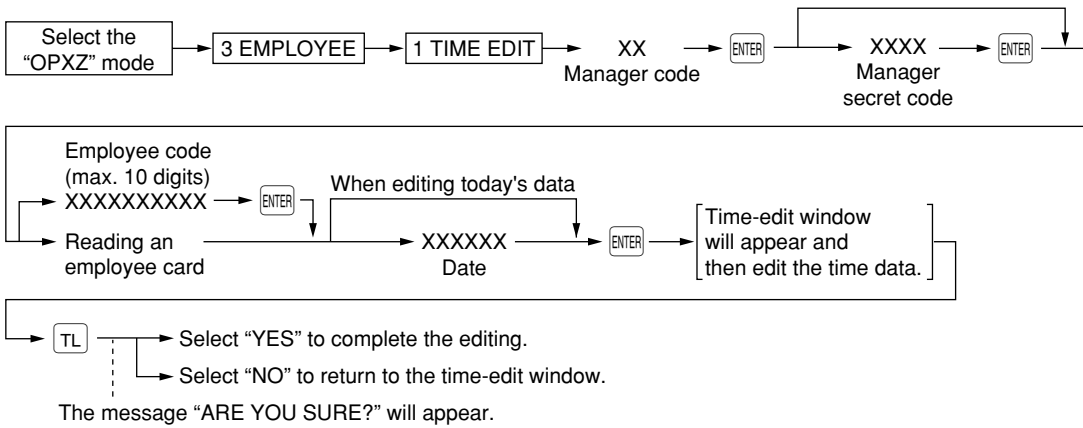 Select the
“OPXZ” mode
3 EMPLOYEE
1 TIME EDIT
XX
Manager code
ENTER
XXXX
Manager
secret code
ENTER
Employee code
(max. 10 digits)
XXXXXXXXXX
ENTER
Reading an
employee card
When editing today's data
XXXXXX
Date
ENTER
Time-edit window
will appear and
then edit the time data.
TL
Select “YES” to complete the editing.
Select “NO” to return to the time-edit window.
The message “ARE YOU SURE?” will appear.